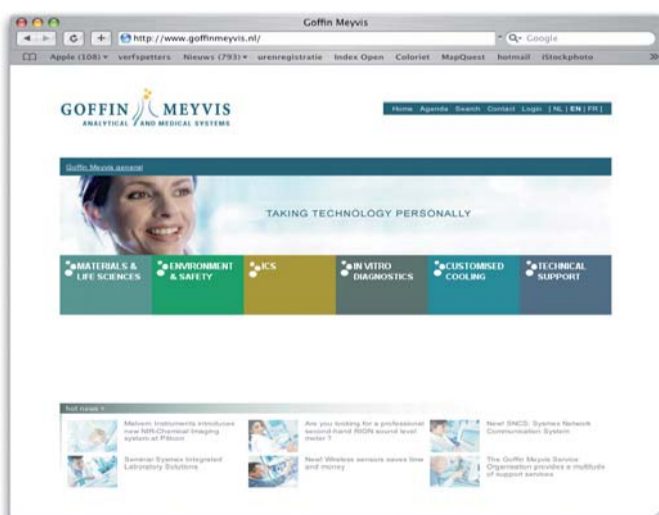 Goffin Meyvis
http://www.goffinmeyvis.nl/
Google
Apple (108) verfspetters Nieuws (793) urenregistratie Index Open Coloriet MapQuest hotmail iStockphoto
GOFFIN MEYVIS
ANALYTICAL AND MEDICAL SYSTEMS
Home Agenda Search Contact Login [ NL | EN | FR ]
Goffin Meyvis general
TAKING TECHNOLOGY PERSONALLY
MATERIALS &
LIFE SCIENCES
ENVIRONMENT
& SAFETY
ICS
IN VITRO
DIAGNOSTICS
CUSTOMISED
COOLING
TECHNICAL
SUPPORT
hot news >
Malvern Instruments introduces
new NIR-Chemical Imaging
system at Pittcon
Are you looking for a professional
second-hand RION sound level
meter ?
New! SNCS: Sysmex Network
Communication System
Seminar Sysmex Integrated
Laboratory Solutions
New! Wireless sensors saves time
and money
The Goffin Meyvis Service
Organisation provides a multitude
of support services